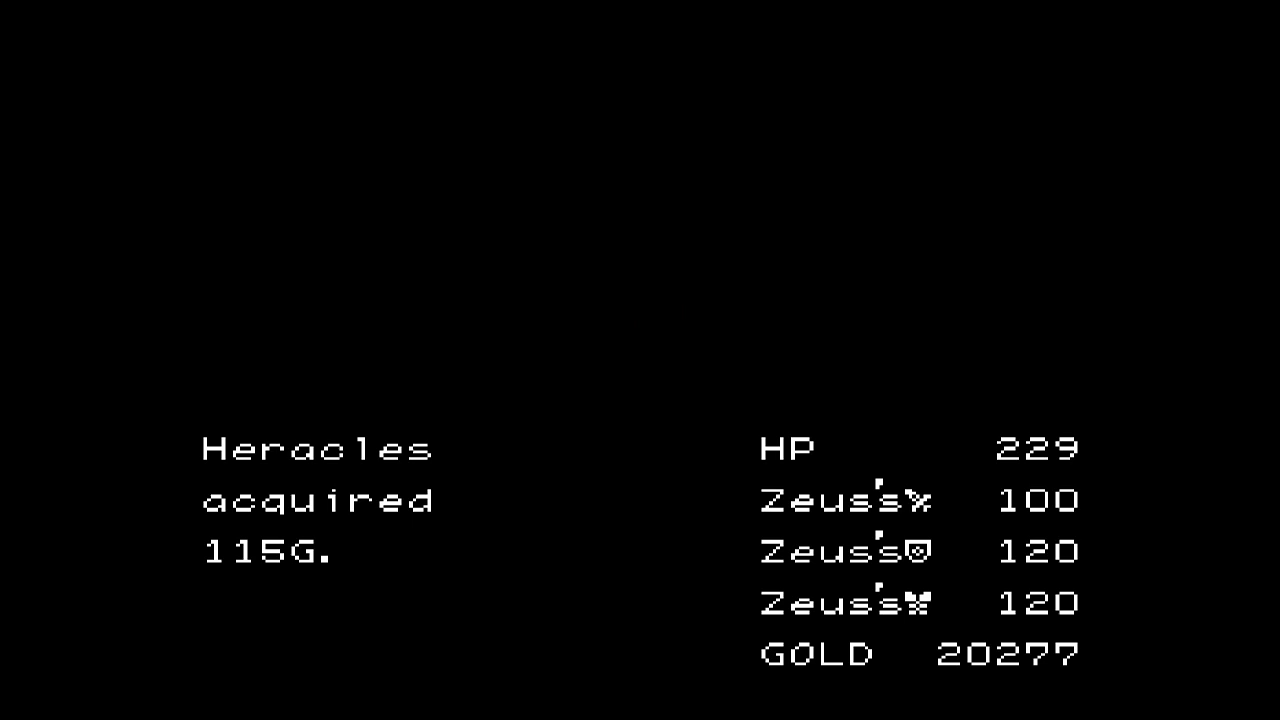 Heracles
acquired
115G.
HP 229
Zeus's 100
Zeus's 120
Zeus's 120
GOLD 20277